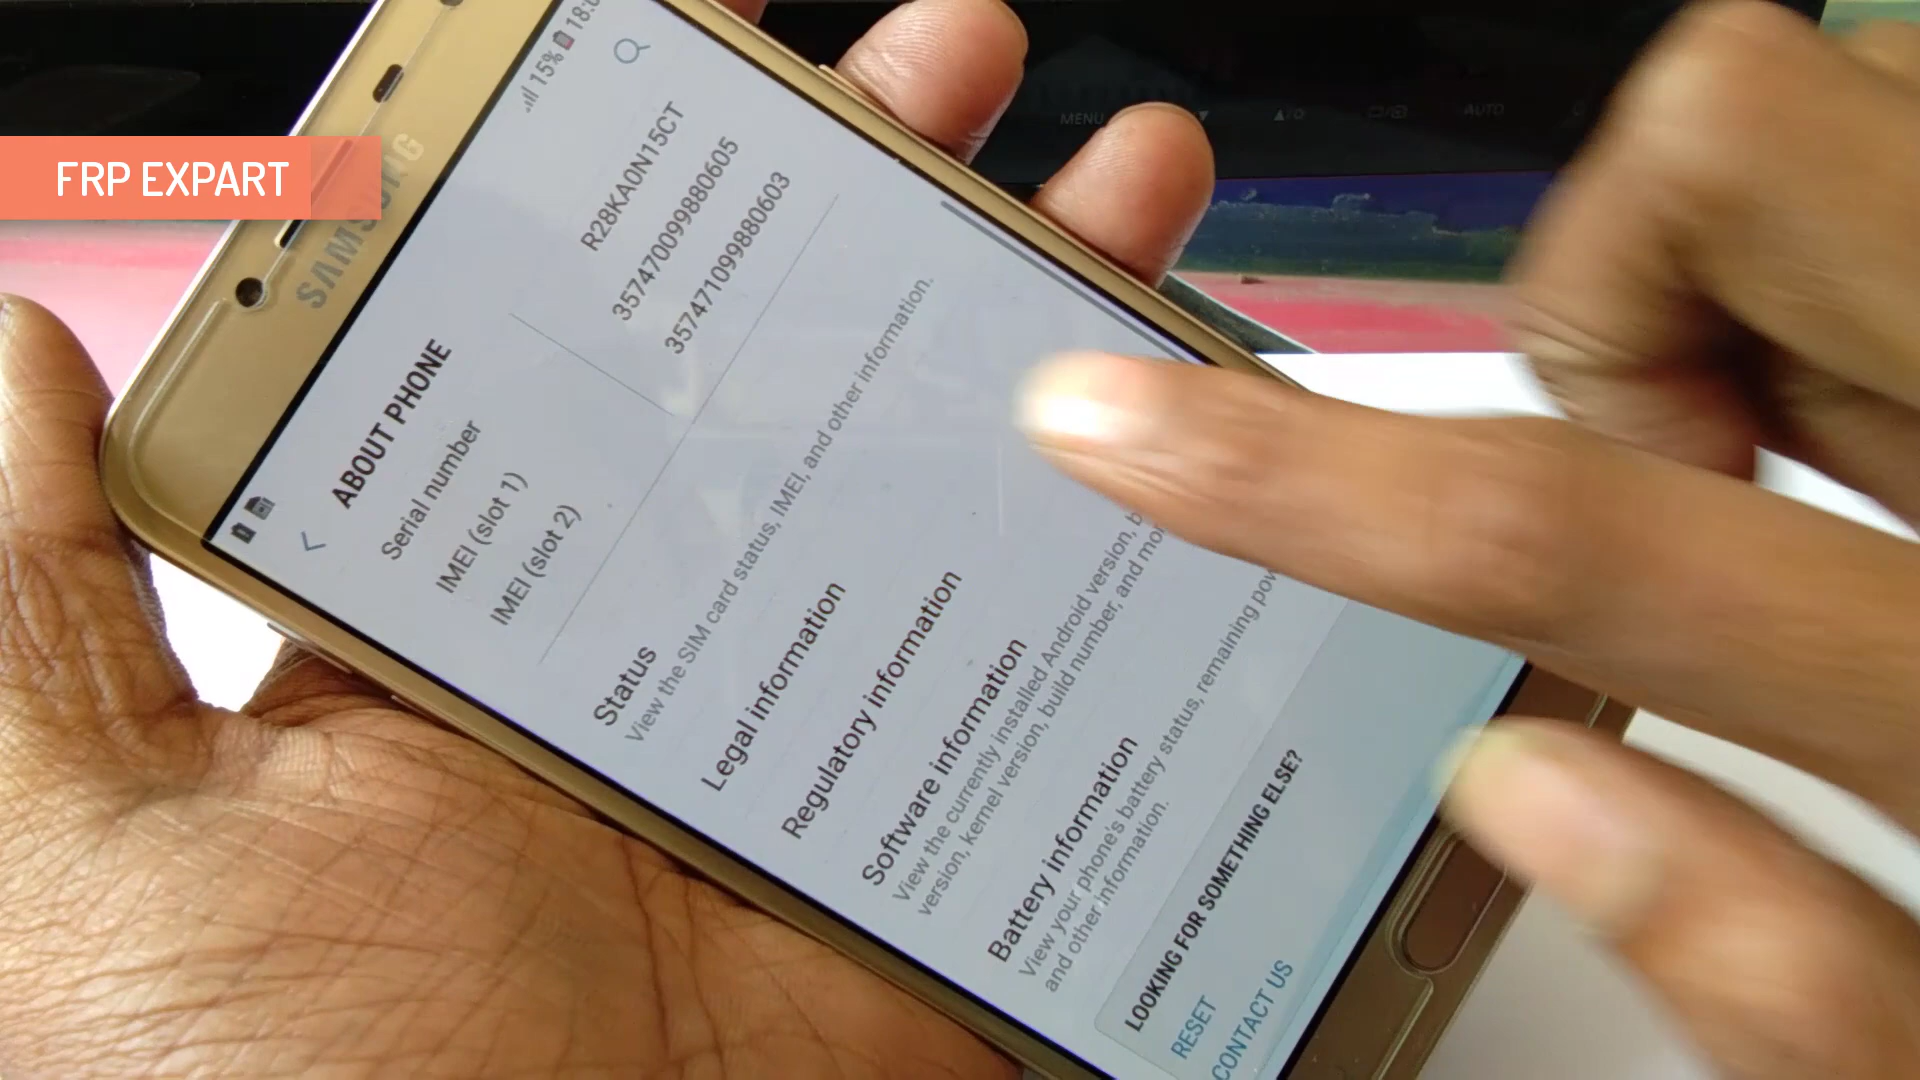 FRP EXPART
SAMSUNG
15%
ABOUT PHONE
Serial number R28KA0N15CT
IMEI (slot 1) 357470099880605
IMEI (slot 2) 357471099880603
Status
View the SIM card status, IMEI, and other information.
Legal information
Regulatory information
Software information
View the currently installed Android version,
version, kernel version, build number, and
Battery information
View your phone's battery status, remaining
and other information.
LOOKING FOR SOMETHING ELSE?
RESET
CONTACT US
MENU
AUTO